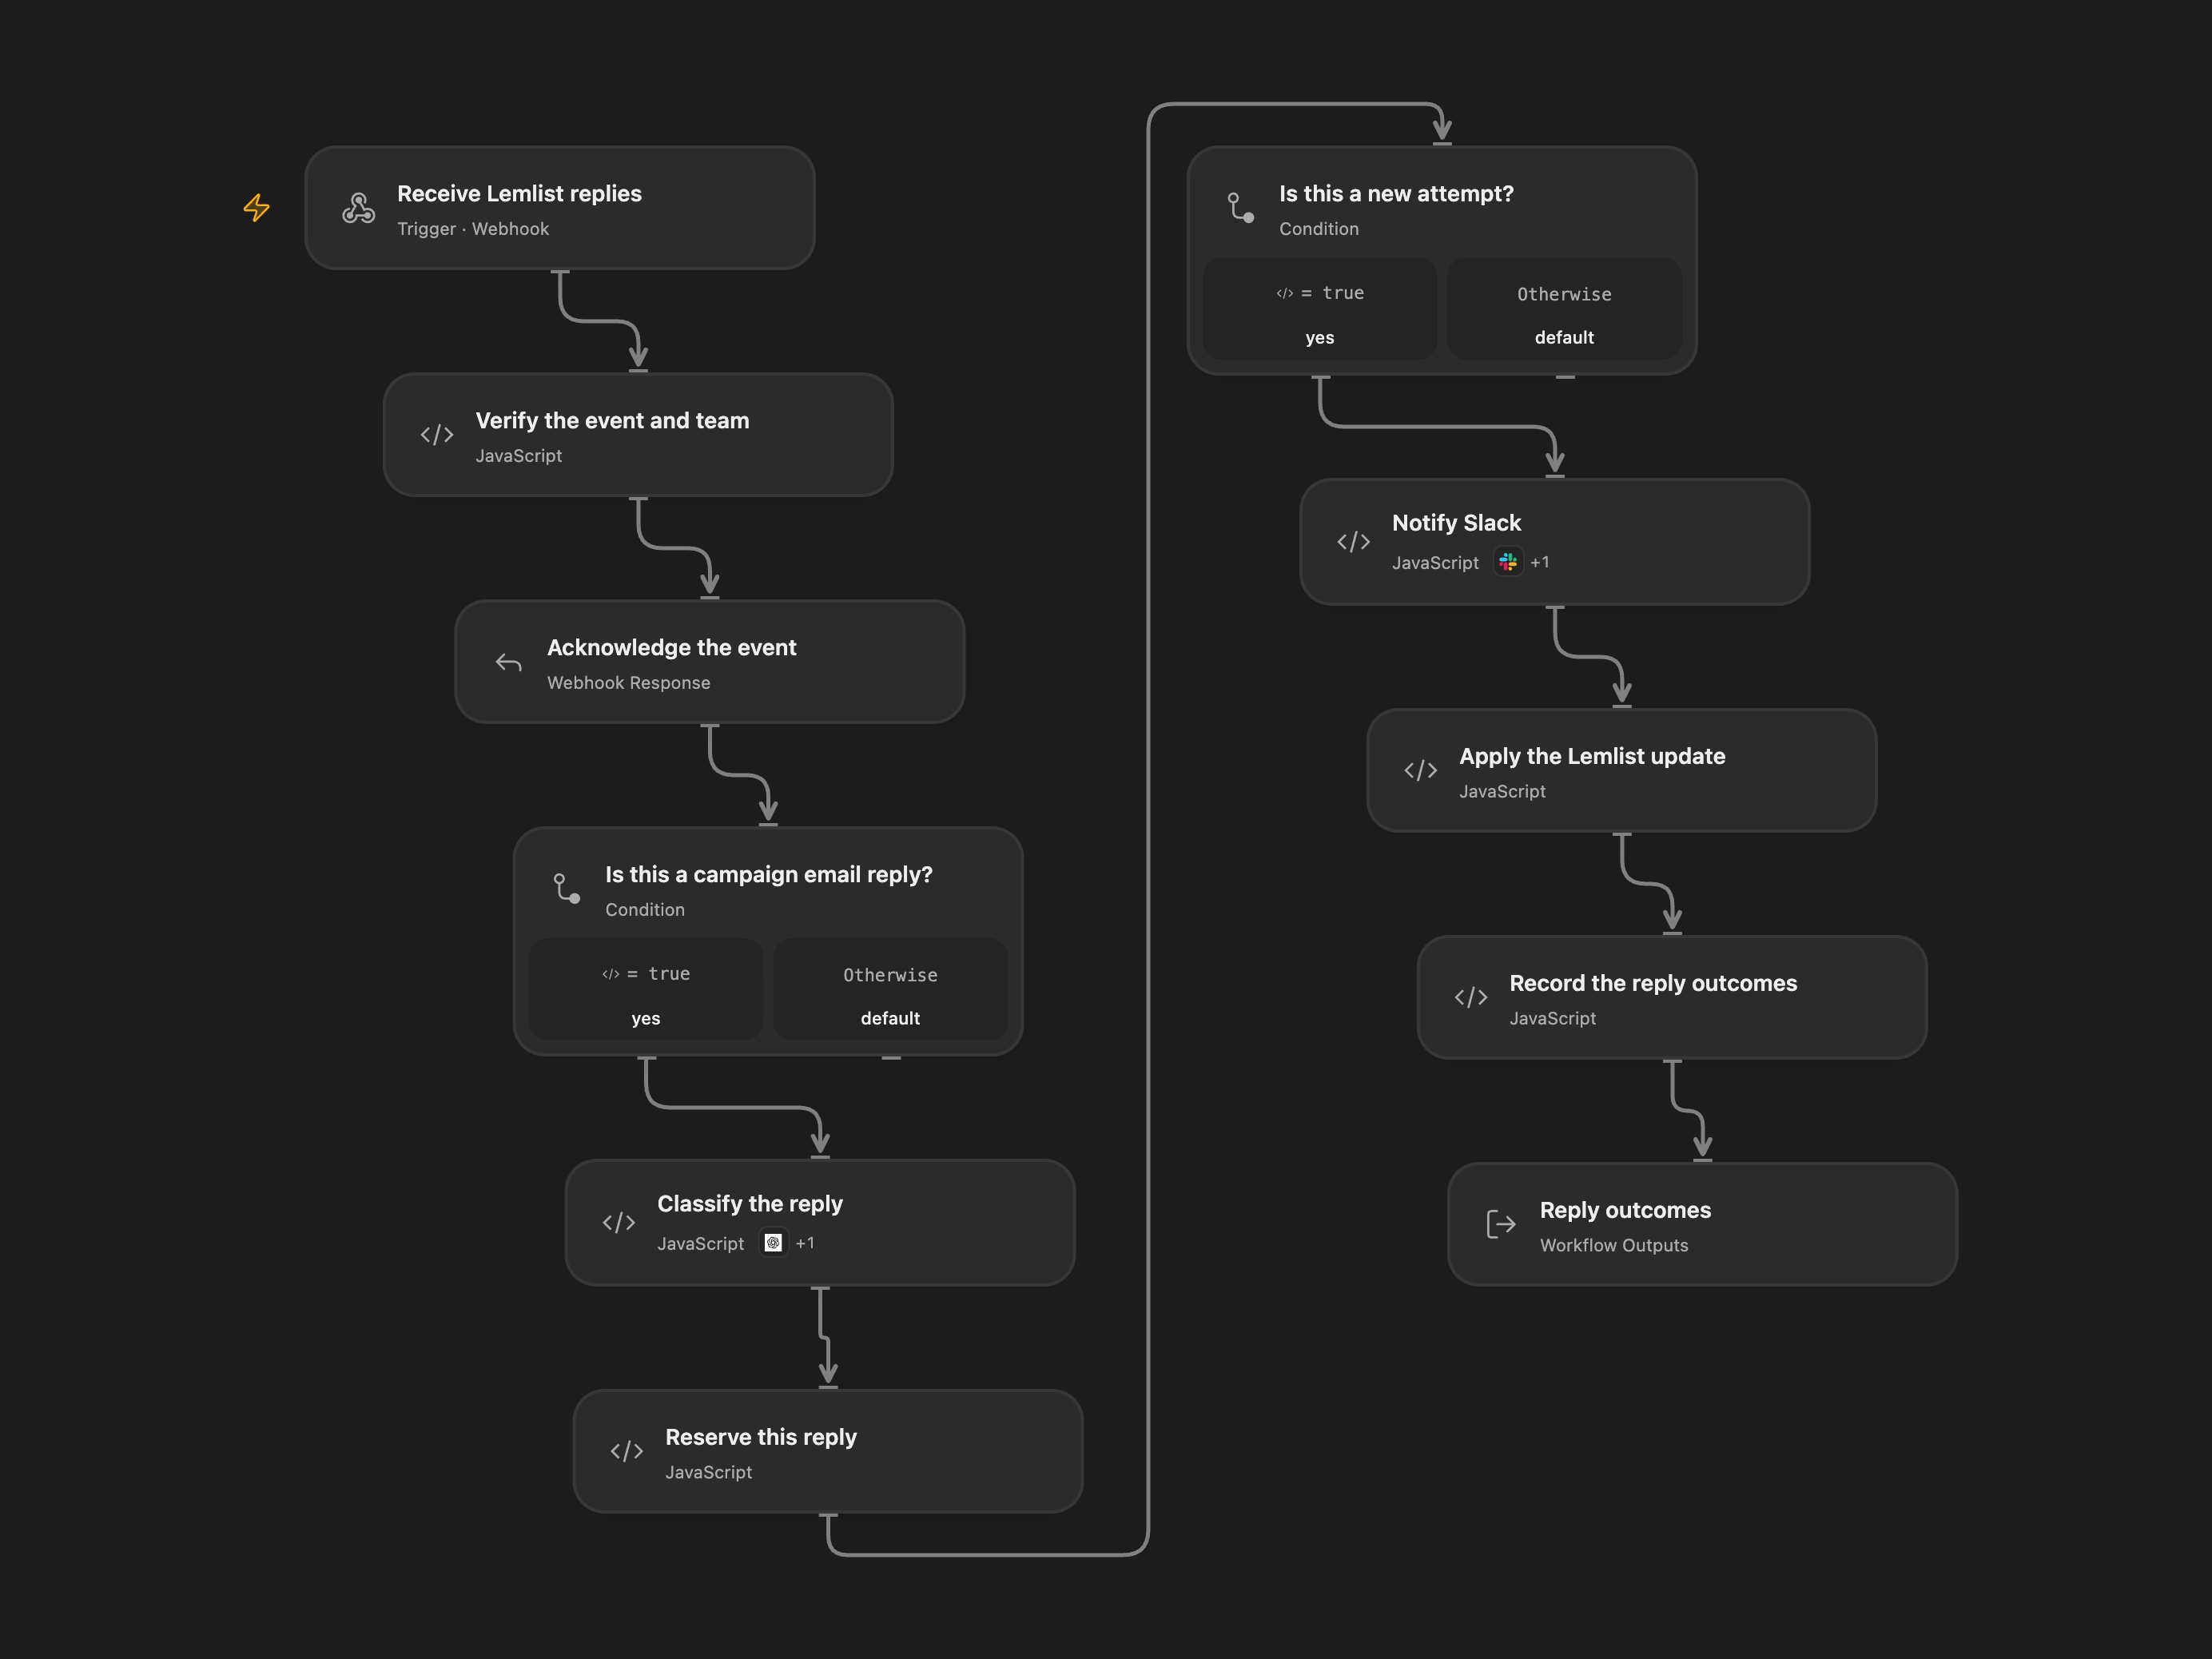 Receive Lemlist replies
Trigger · Webhook
Verify the event and team
JavaScript
Acknowledge the event
Webhook Response
Is this a campaign email reply?
Condition
</> = true
Otherwise
yes
default
Classify the reply
JavaScript +1
Reserve this reply
JavaScript
Is this a new attempt?
Condition
</> = true
Otherwise
yes
default
Notify Slack
JavaScript +1
Apply the Lemlist update
JavaScript
Record the reply outcomes
JavaScript
Reply outcomes
Workflow Outputs